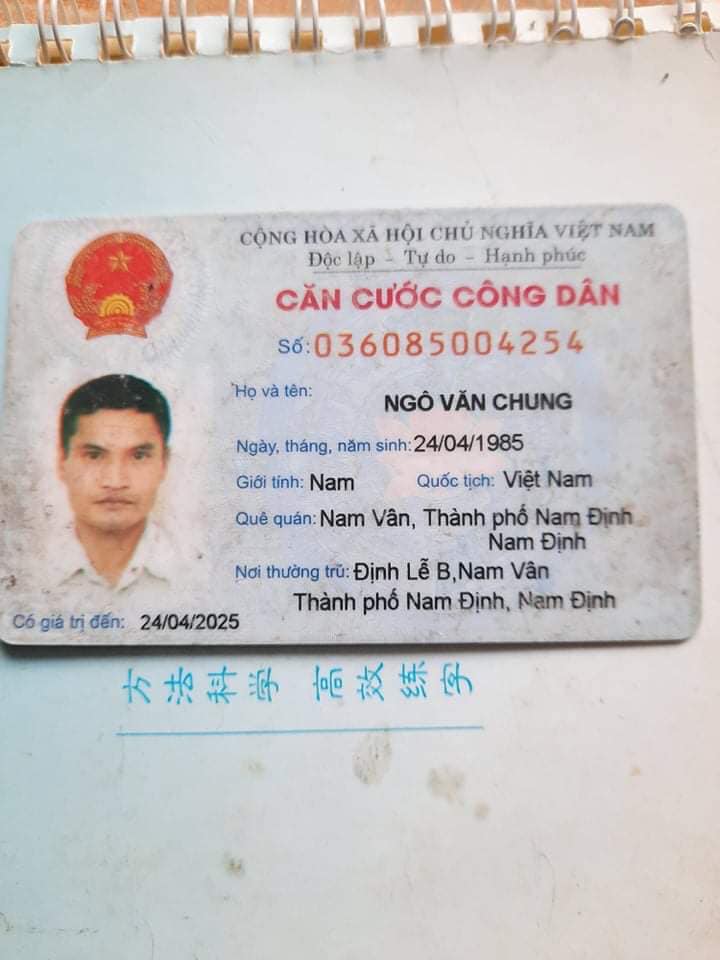 CỘNG HÒA XÃ HỘI CHỦ NGHĨA VIỆT NAM
Độc lập - Tự do - Hạnh phúc
CĂN CƯỚC CÔNG DÂN
Số: 036085004254
Họ và tên: NGÔ VĂN CHUNG
Ngày, tháng, năm sinh: 24/04/1985
Giới tính: Nam Quốc tịch: Việt Nam
Quê quán: Nam Vân, Thành phố Nam Định
Nam Định
Nơi thường trú: Định Lễ B,Nam Vân
Thành phố Nam Định, Nam Định
Có giá trị đến: 24/04/2025
方法科学 高效练字